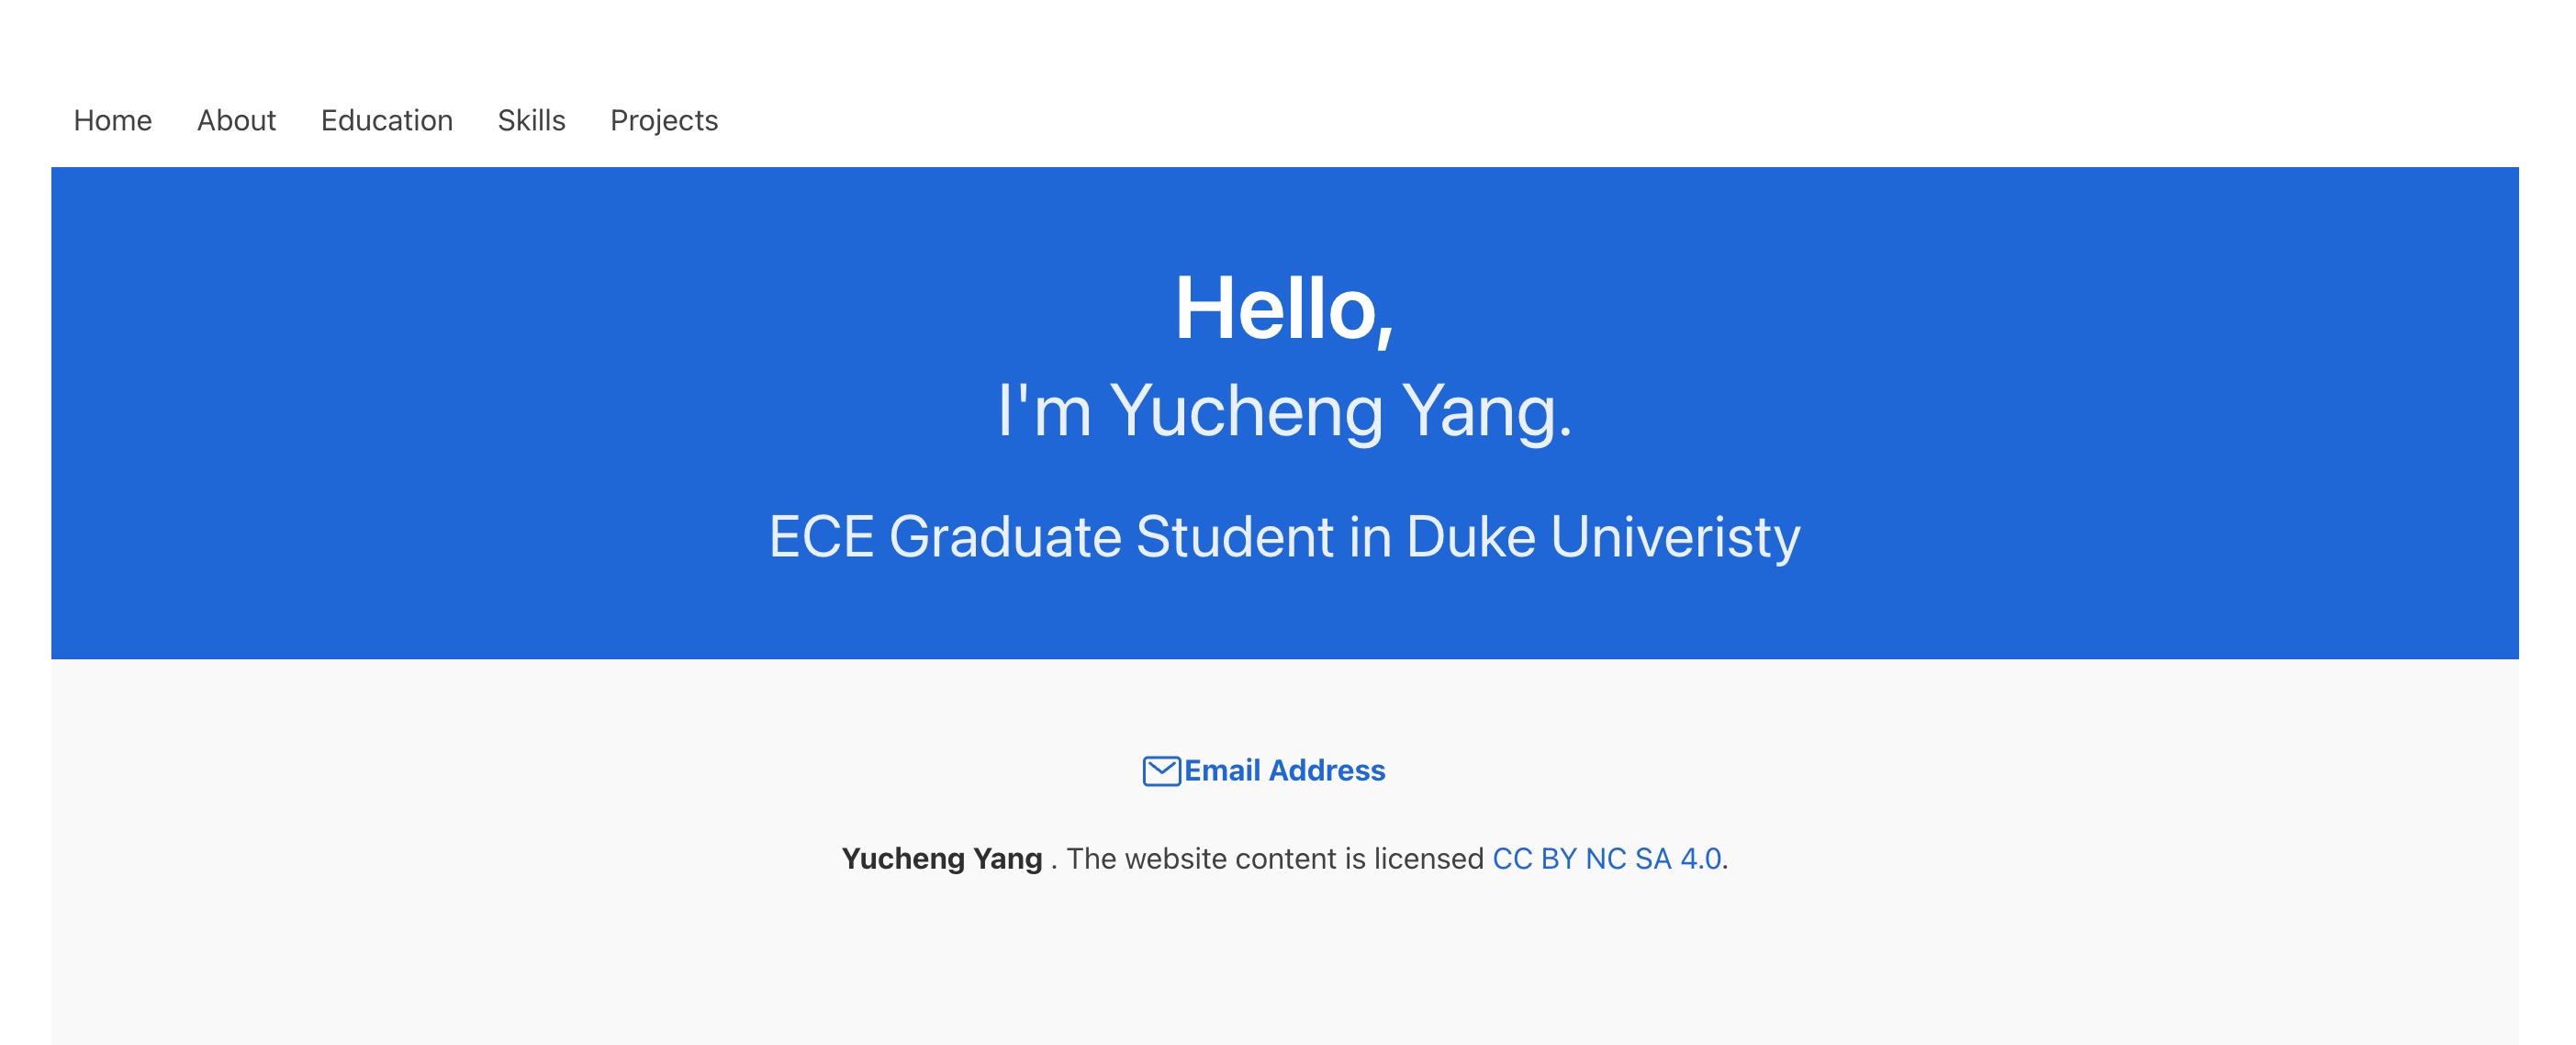 Home About Education Skills Projects
Hello,
I'm Yucheng Yang.
ECE Graduate Student in Duke Univeristy
Email Address
Yucheng Yang . The website content is licensed CC BY NC SA 4.0.